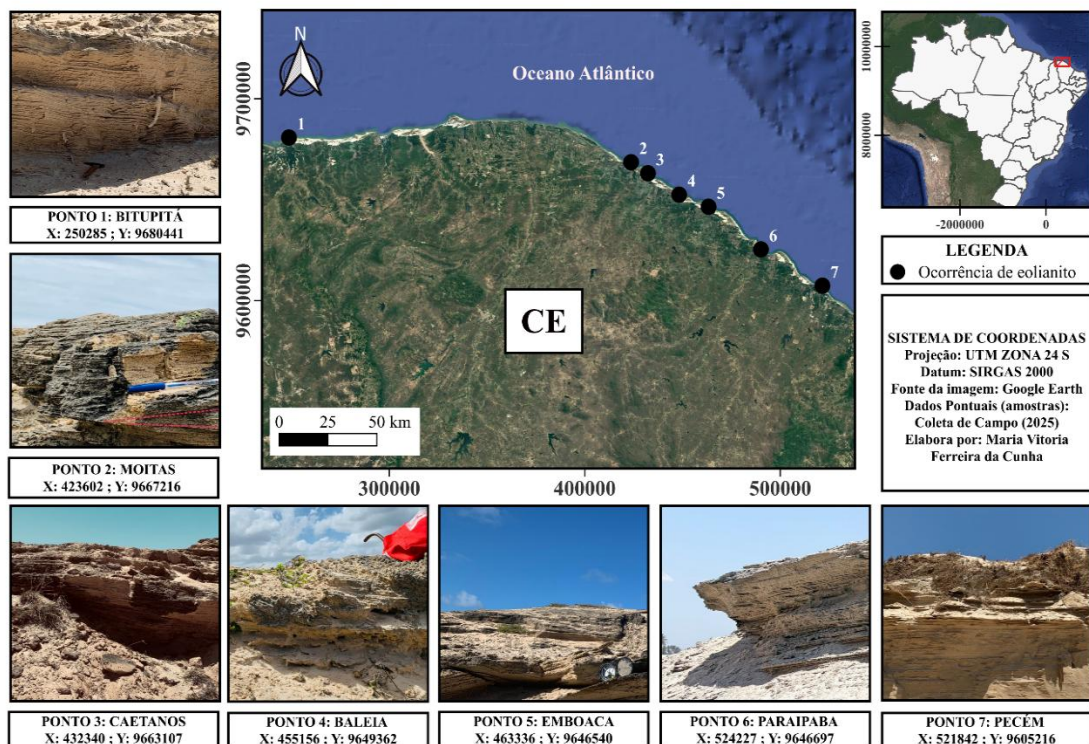 N
Oceano Atlântico
1
2
3
4
5
6
7
CE
0 25 50 km
9700000
9600000
300000
400000
500000
10000000
8000000
-2000000
0
LEGENDA
Ocorrência de eolianito
SISTEMA DE COORDENADAS
Projeção: UTM ZONA 24 S
Datum: SIRGAS 2000
Fonte da imagem: Google Earth
Dados Pontuais (amostras):
Coleta de Campo (2025)
Elabora por: Maria Vitoria
Ferreira da Cunha
PONTO 1: BITUPITÁ
X: 250285 ; Y: 9680441
PONTO 2: MOITAS
X: 423602 ; Y: 9667216
PONTO 3: CAETANOS
X: 432340 ; Y: 9663107
PONTO 4: BALEIA
X: 455156 ; Y: 9649362
PONTO 5: EMBOACA
X: 463336 ; Y: 9646540
PONTO 6: PARAIPABA
X: 524227 ; Y: 9646697
PONTO 7: PECÉM
X: 521842 ; Y: 9605216